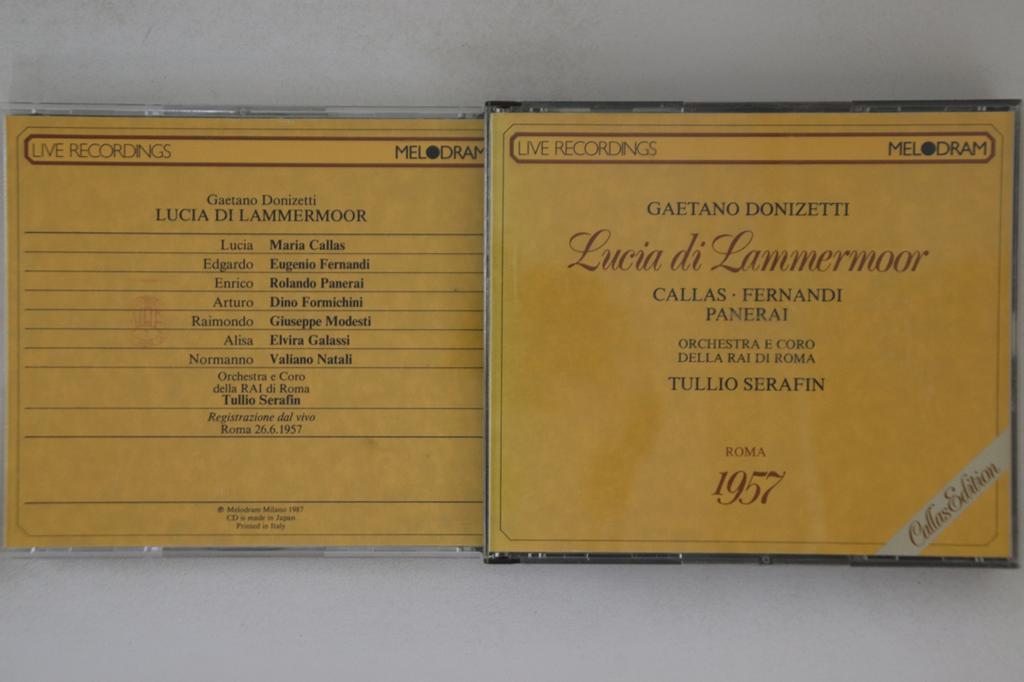 LIVE RECORDINGS MELODRAM
Gaetano Donizetti
LUCIA DI LAMMERMOOR
Lucia Maria Callas
Edgardo Eugenio Fernandi
Enrico Rolando Panerai
Arturo Dino Formichini
Raimondo Giuseppe Modesti
Alisa Elvira Galassi
Normanno Valiano Natali
Orchestra e Coro
della RAI di Roma
Tullio Serafin
Registrazione dal vivo
Roma 26.6.1957
℗ Melodram Milano 1987
CD is made in Japan
Printed in Italy
LIVE RECORDINGS MELODRAM
GAETANO DONIZETTI
Lucia di Lammermoor
CALLAS · FERNANDI
PANERAI
ORCHESTRA E CORO
DELLA RAI DI ROMA
TULLIO SERAFIN
ROMA
1957
Callas Edition